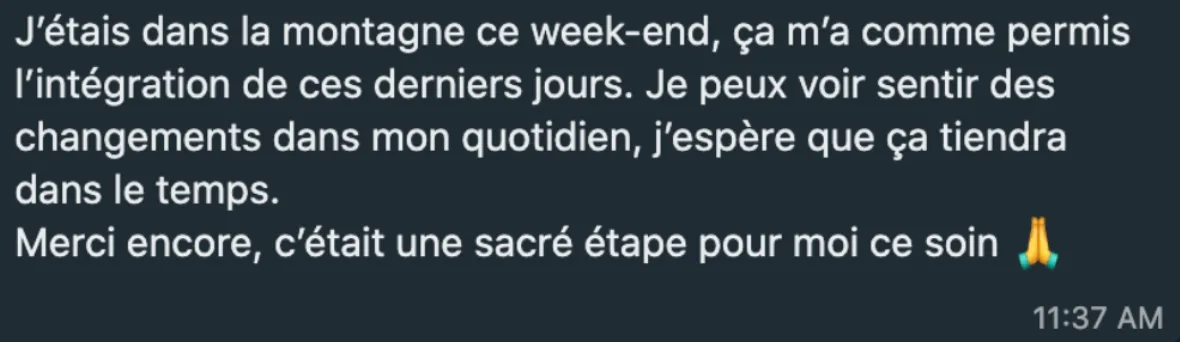 J’étais dans la montagne ce week-end, ça m’a comme permis
l’intégration de ces derniers jours. Je peux voir sentir des
changements dans mon quotidien, j’espère que ça tiendra
dans le temps.
Merci encore, c’était une sacré étape pour moi ce soin 🙏
11:37 AM